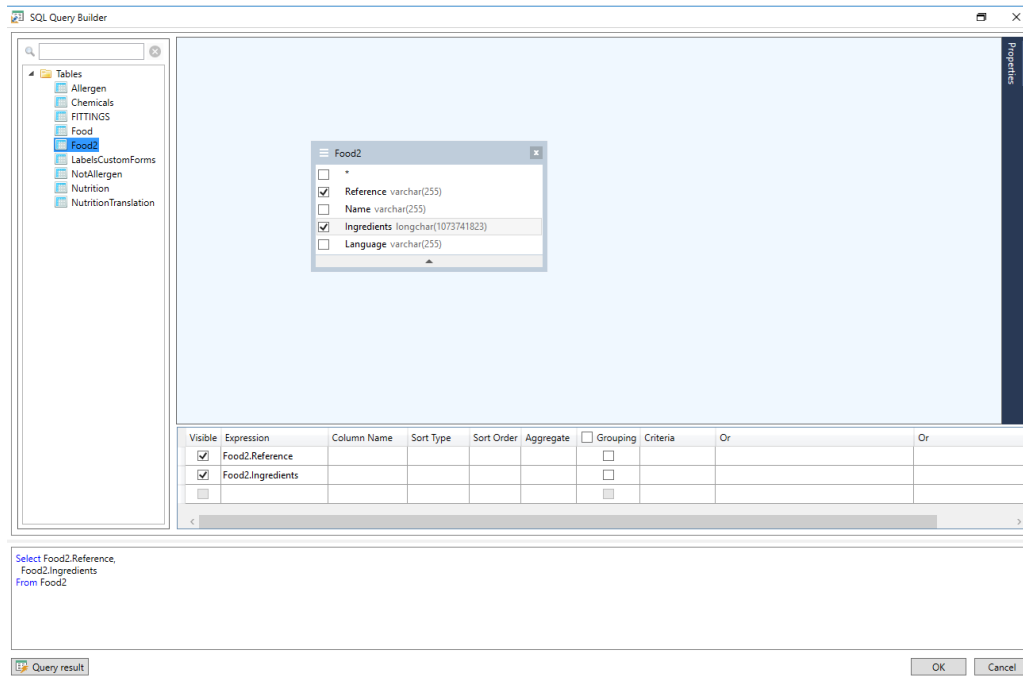 SQL Query Builder
Tables
Allergen
Chemicals
FITTINGS
Food
Food2
LabelsCustomForms
NotAllergen
Nutrition
NutritionTranslation
Properties
Food2
*
Reference varchar(255)
Name varchar(255)
Ingredients longchar(1073741823)
Language varchar(255)
Visible Expression Column Name Sort Type Sort Order Aggregate Grouping Criteria Or Or
Food2.Reference
Food2.Ingredients
Select Food2.Reference,
Food2.Ingredients
From Food2
Query result OK Cancel